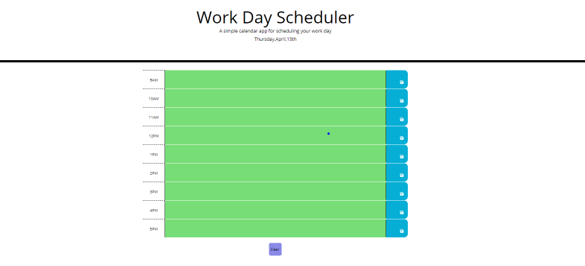 Work Day Scheduler
A simple calendar app for scheduling your work day
Thursday,April,15th
9AM
10AM
11AM
12PM
1PM
2PM
3PM
4PM
5PM
Clear